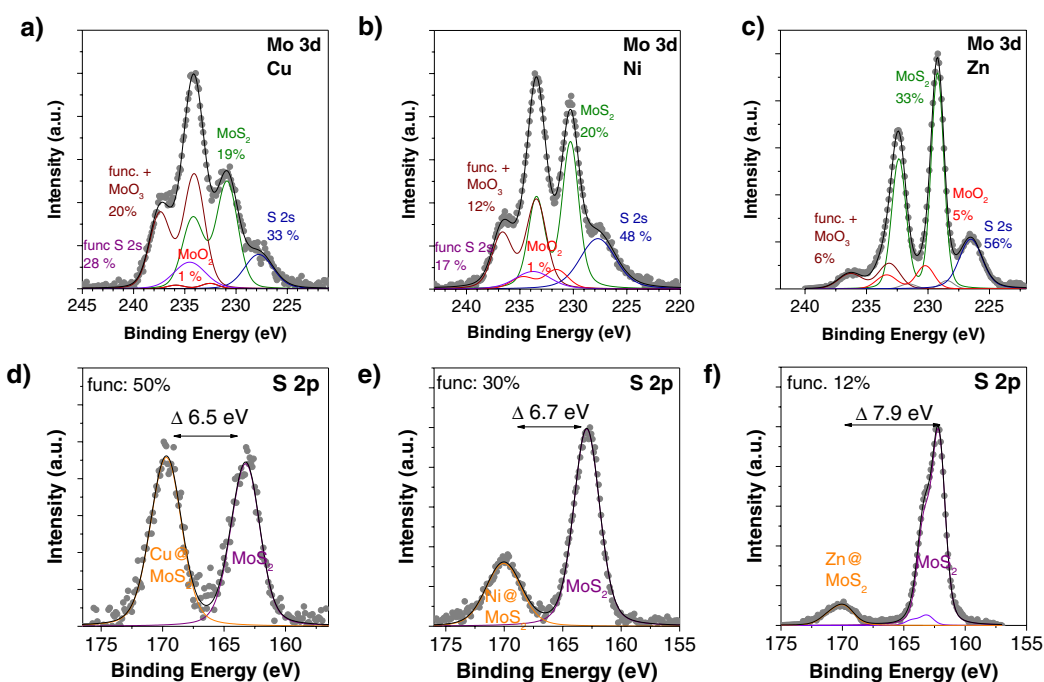 a)
Mo 3d
Cu
MoS2
19%
func. +
MoO3
20%
S 2s
33 %
func S 2s
28 %
MoO2
1 %
Intensity (a.u.)
245 240 235 230 225
Binding Energy (eV)
b)
Mo 3d
Ni
MoS2
20%
func. +
MoO3
12%
S 2s
48 %
func S 2s
17 %
MoO2
1 %
Intensity (a.u.)
240 235 230 225 220
Binding Energy (eV)
c)
Mo 3d
Zn
MoS2
33%
MoO2
5%
func. +
MoO3
6%
S 2s
56%
Intensity (a.u.)
240 235 230 225
Binding Energy (eV)
d)
func: 50%
S 2p
Δ 6.5 eV
Cu@
MoS2
MoS2
Intensity (a.u.)
175 170 165 160
Binding Energy (eV)
e)
func: 30%
S 2p
Δ 6.7 eV
Ni@
MoS2
MoS2
Intensity (a.u.)
175 170 165 160 155
Binding Energy (eV)
f)
func. 12%
S 2p
Δ 7.9 eV
Zn@
MoS2
MoS2
Intensity (a.u.)
175 170 165 160 155
Binding Energy (eV)